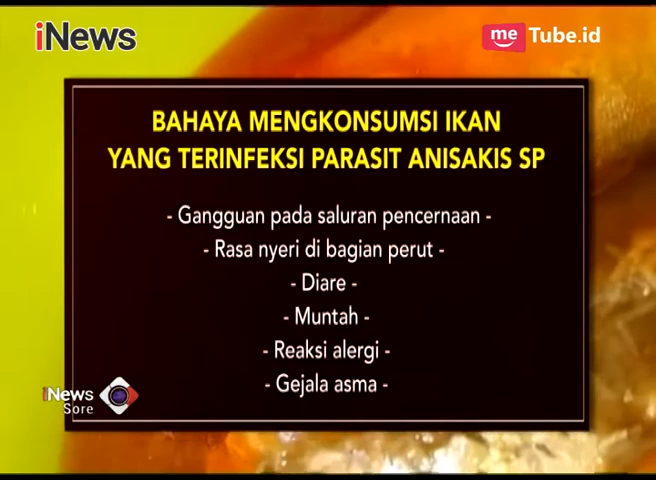 iNews
me Tube.id
BAHAYA MENGKONSUMSI IKAN
YANG TERINFEKSI PARASIT ANISAKIS SP
- Gangguan pada saluran pencernaan -
- Rasa nyeri di bagian perut -
- Diare -
- Muntah -
- Reaksi alergi -
- Gejala asma -
iNews
Sore